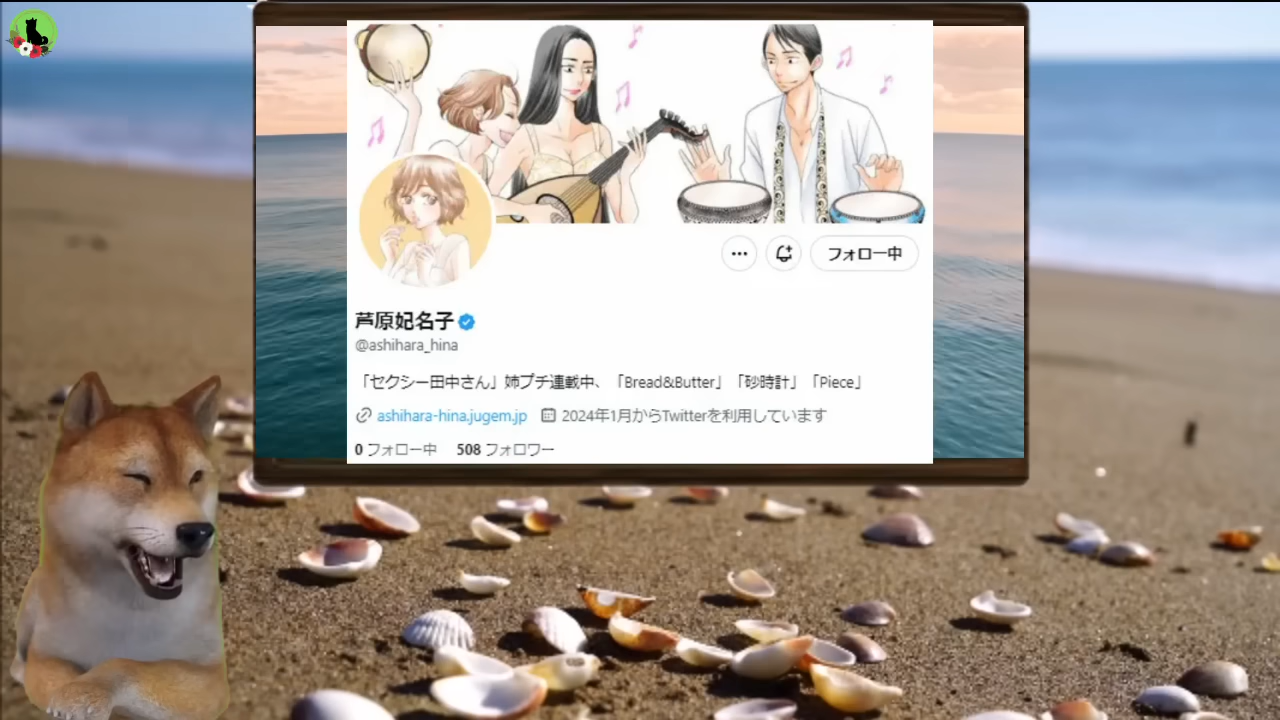 フォロー中
芦原妃名子
@ashihara_hina
「セクシー田中さん」姉プチ連載中、「Bread&Butter」「砂時計」「Piece」
ashihara-hina.jugem.jp 2024年1月からTwitterを利用しています
0 フォロー中 508 フォロワー